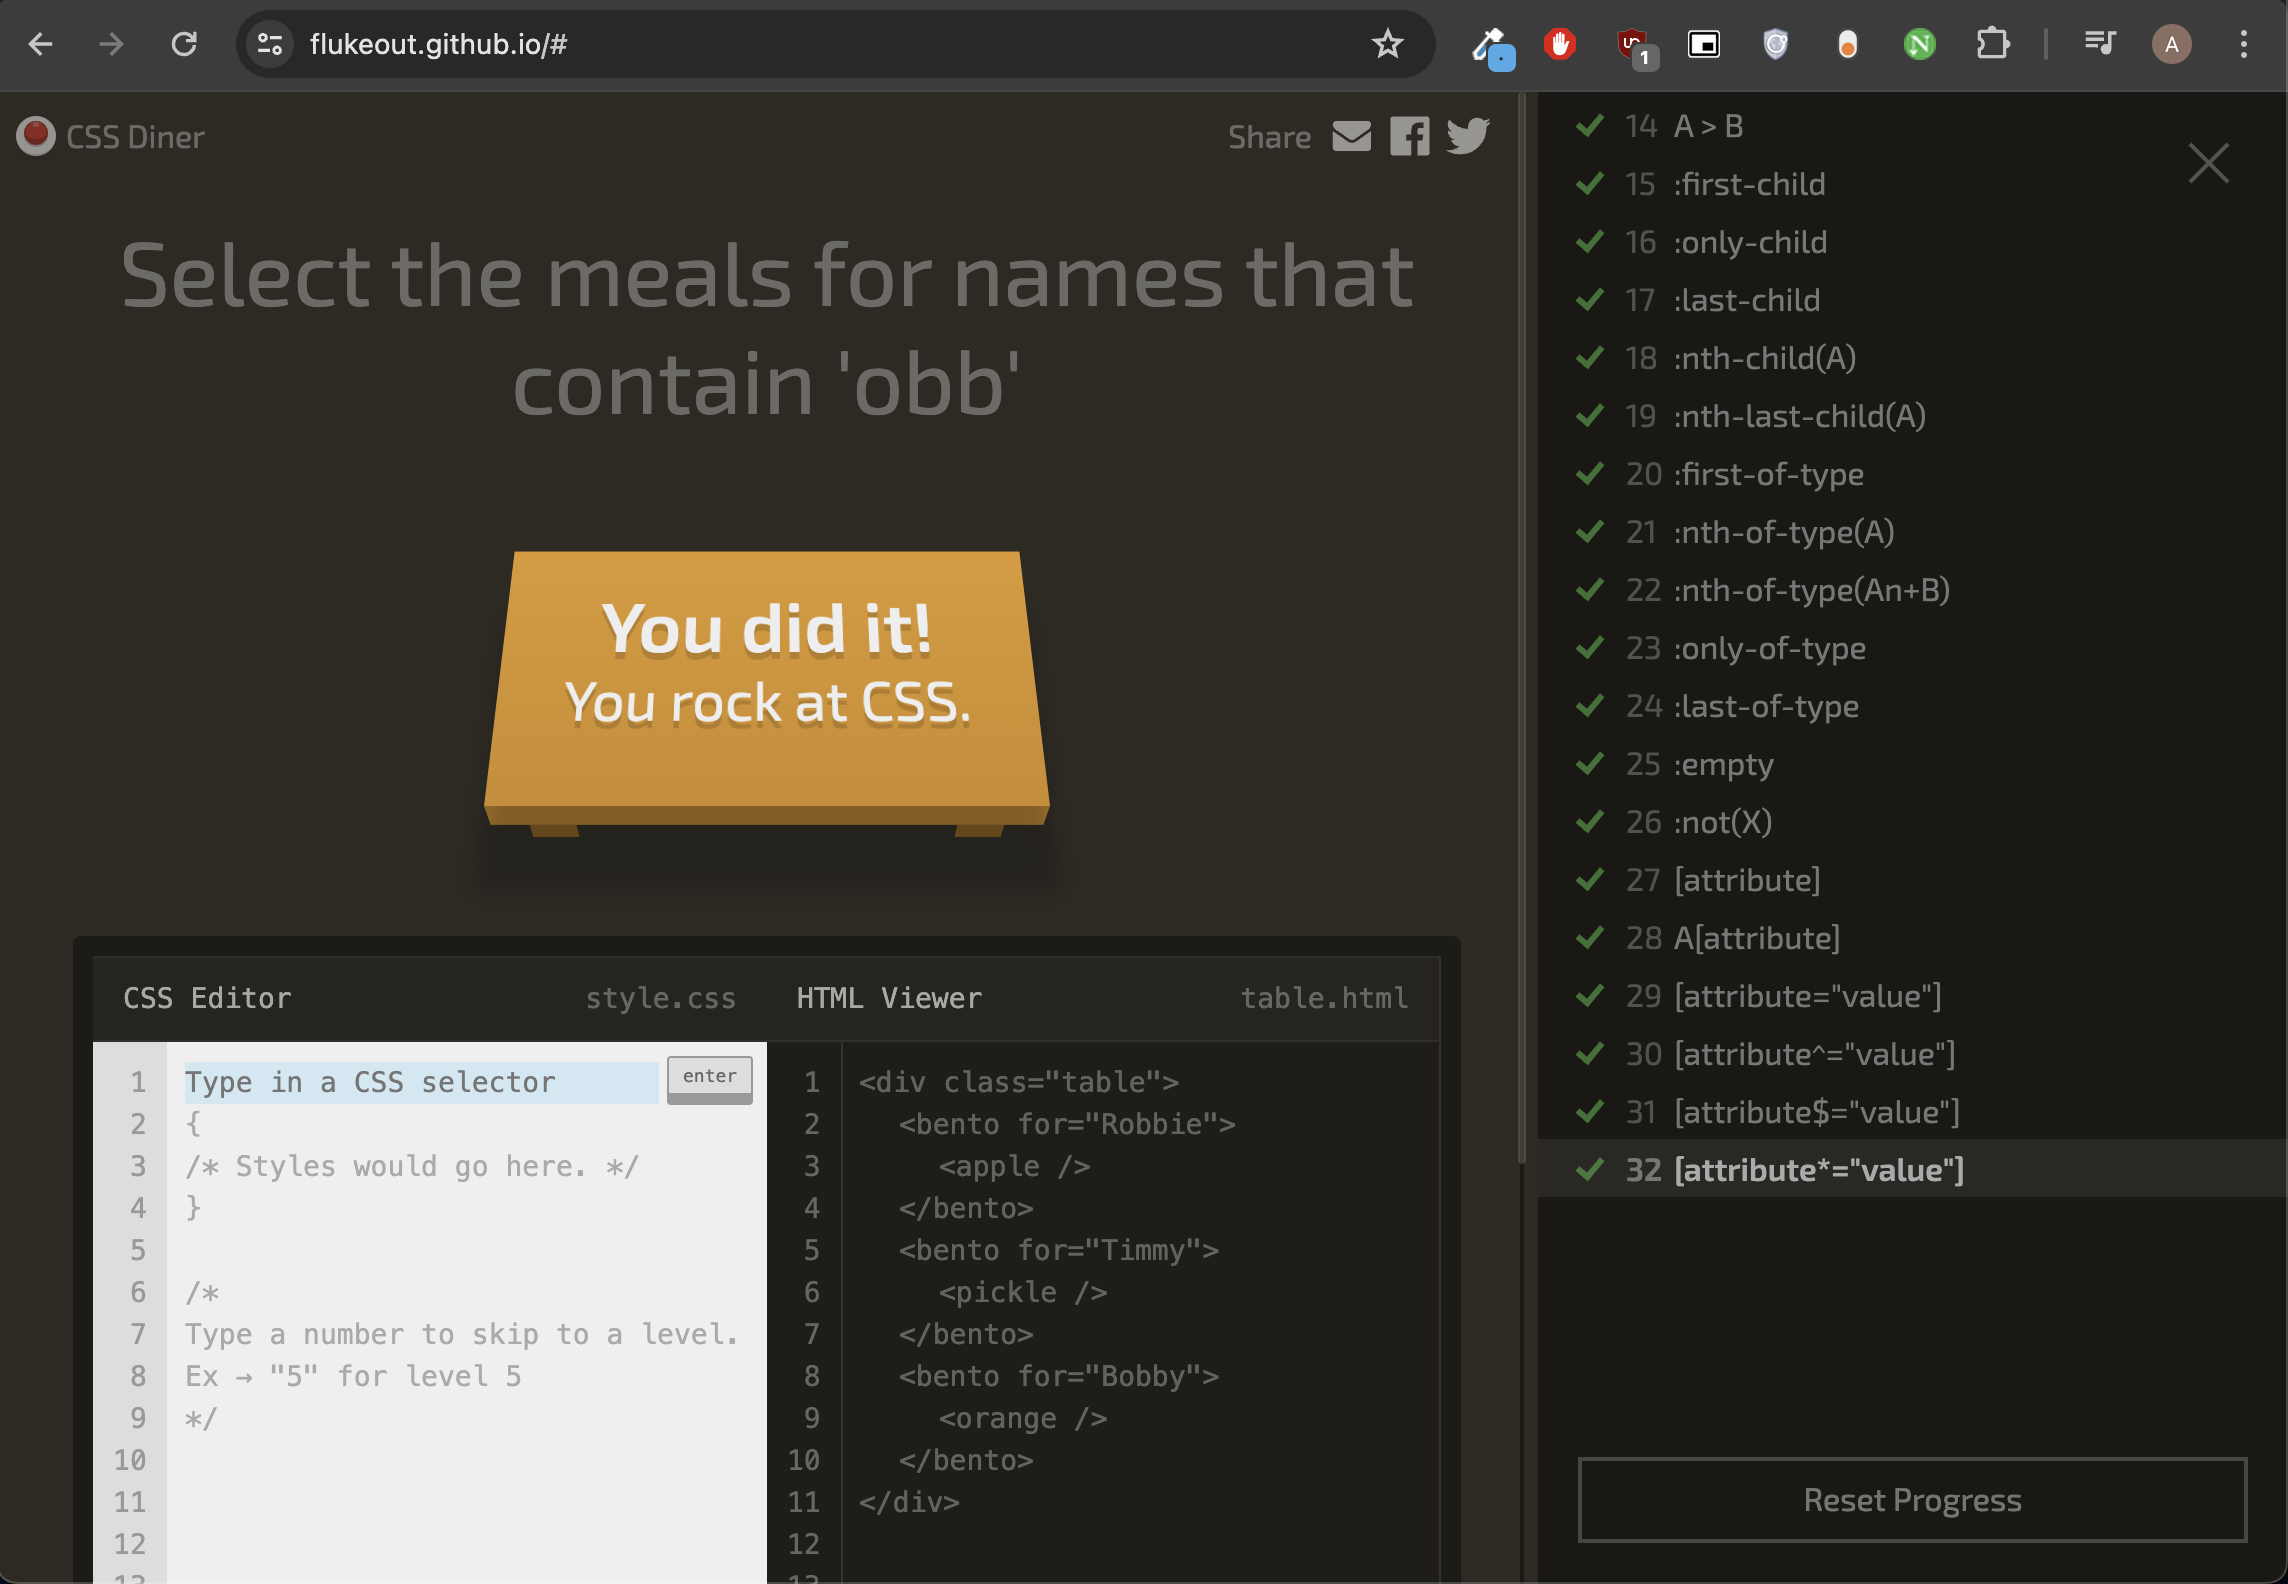 flukeout.github.io/#
1
A
CSS Diner
Share
Select the meals for names that
contain 'obb'
You did it!
You rock at CSS.
CSS Editor
style.css
HTML Viewer
table.html
1
Type in a CSS selector
enter
2
{
3
/* Styles would go here. */
4
}
5
6
/*
7
Type a number to skip to a level.
8
Ex → "5" for level 5
9
*/
10
11
12
13
1
<div class="table">
2
<bento for="Robbie">
3
<apple />
4
</bento>
5
<bento for="Timmy">
6
<pickle />
7
</bento>
8
<bento for="Bobby">
9
<orange />
10
</bento>
11
</div>
12
13
14 A > B
15 :first-child
16 :only-child
17 :last-child
18 :nth-child(A)
19 :nth-last-child(A)
20 :first-of-type
21 :nth-of-type(A)
22 :nth-of-type(An+B)
23 :only-of-type
24 :last-of-type
25 :empty
26 :not(X)
27 [attribute]
28 A[attribute]
29 [attribute="value"]
30 [attribute^="value"]
31 [attribute$="value"]
32 [attribute*="value"]
Reset Progress